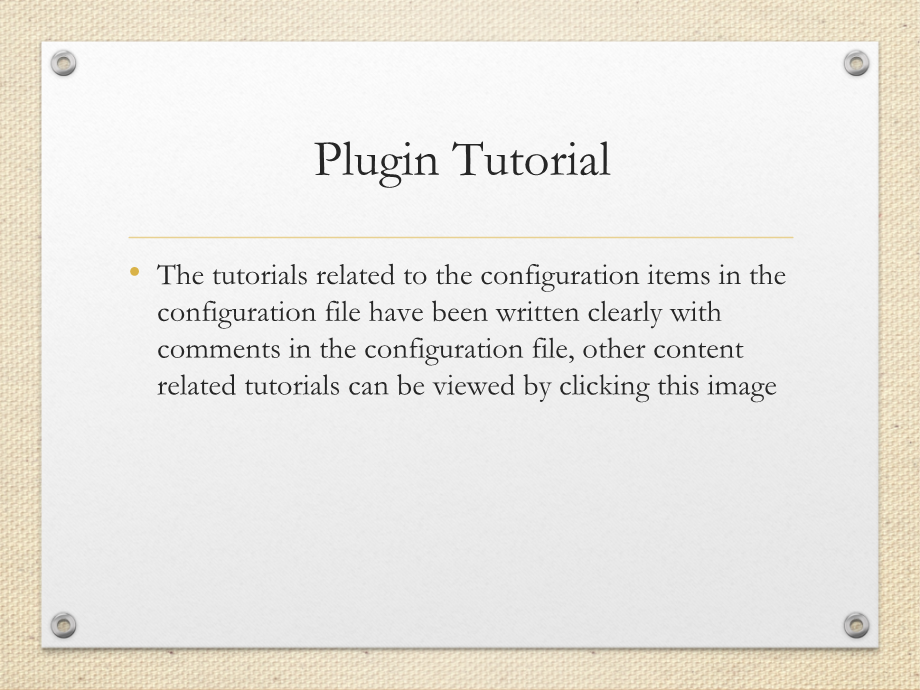 Plugin Tutorial
• The tutorials related to the configuration items in the
configuration file have been written clearly with
comments in the configuration file, other content
related tutorials can be viewed by clicking this image